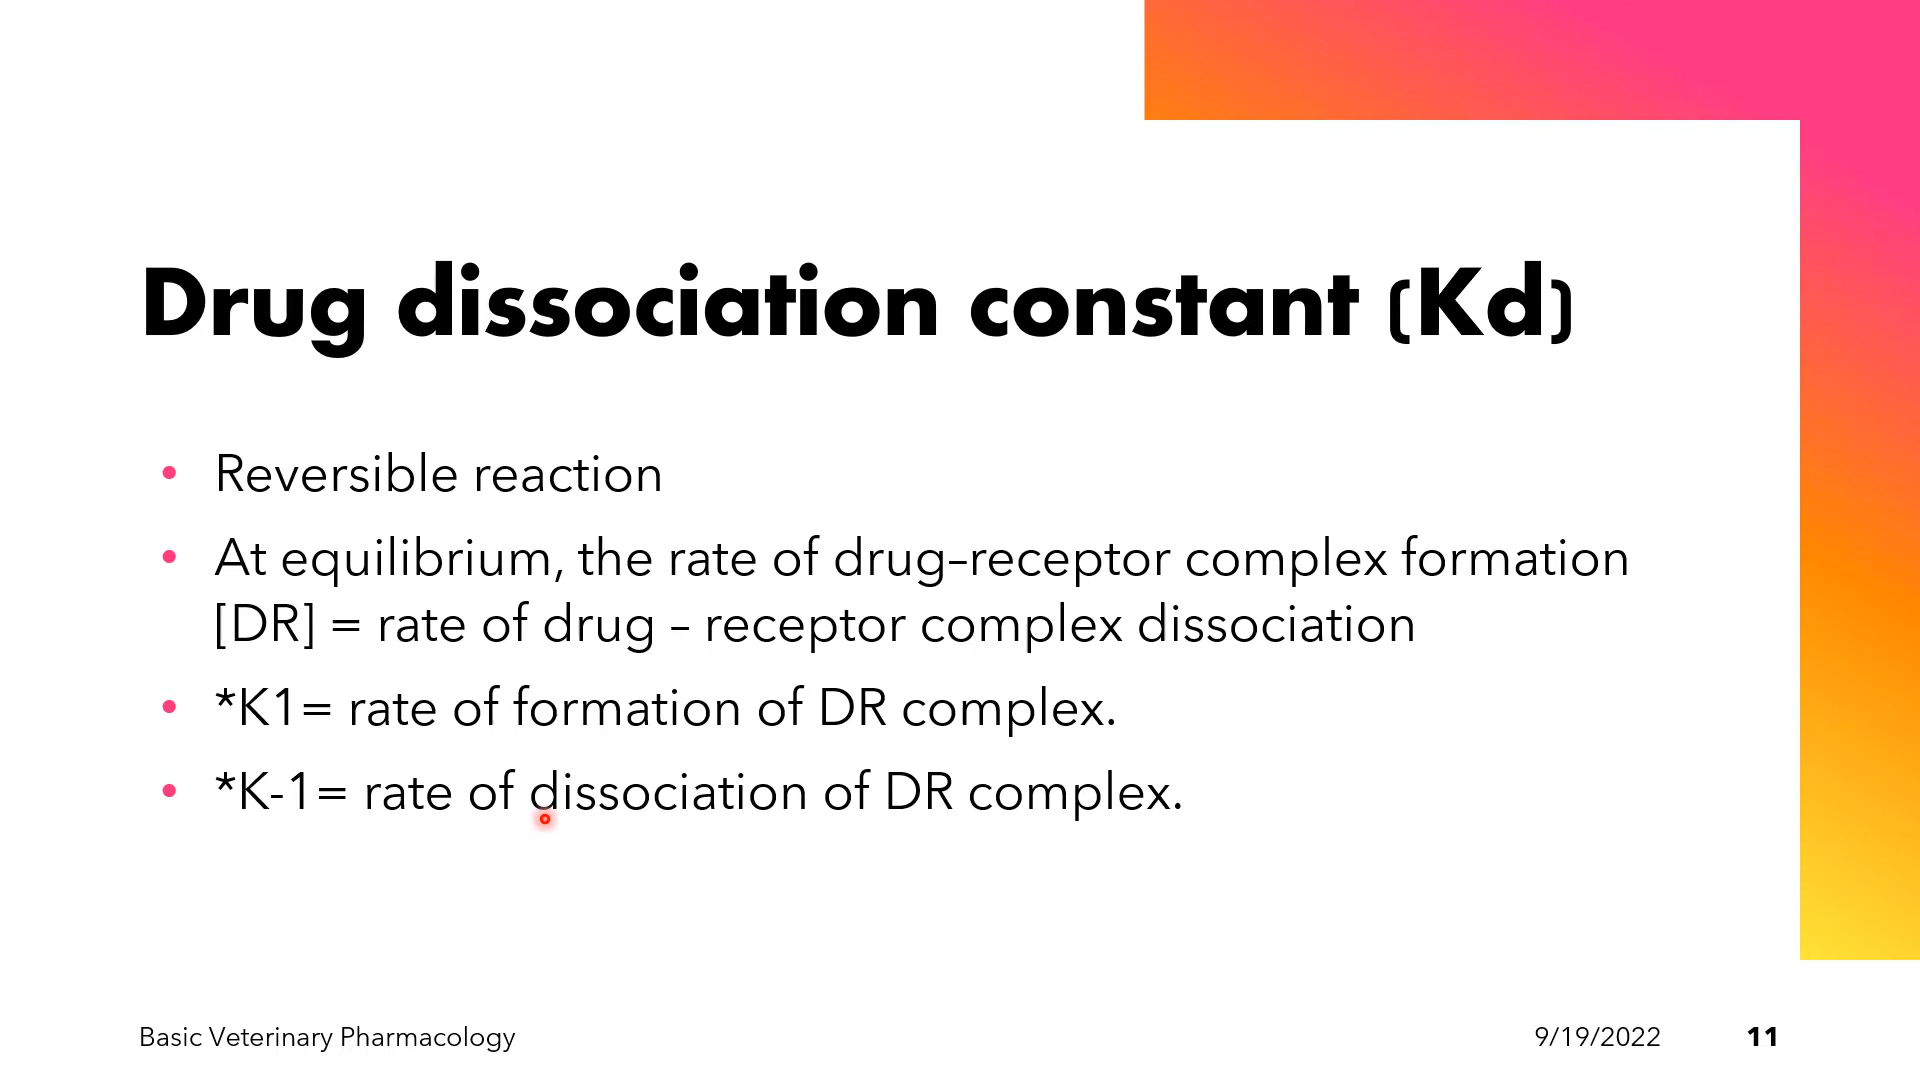 Drug dissociation constant (Kd)
• Reversible reaction
• At equilibrium, the rate of drug–receptor complex formation
[DR] = rate of drug – receptor complex dissociation
• *K1= rate of formation of DR complex.
• *K-1= rate of dissociation of DR complex.
Basic Veterinary Pharmacology
9/19/2022
11